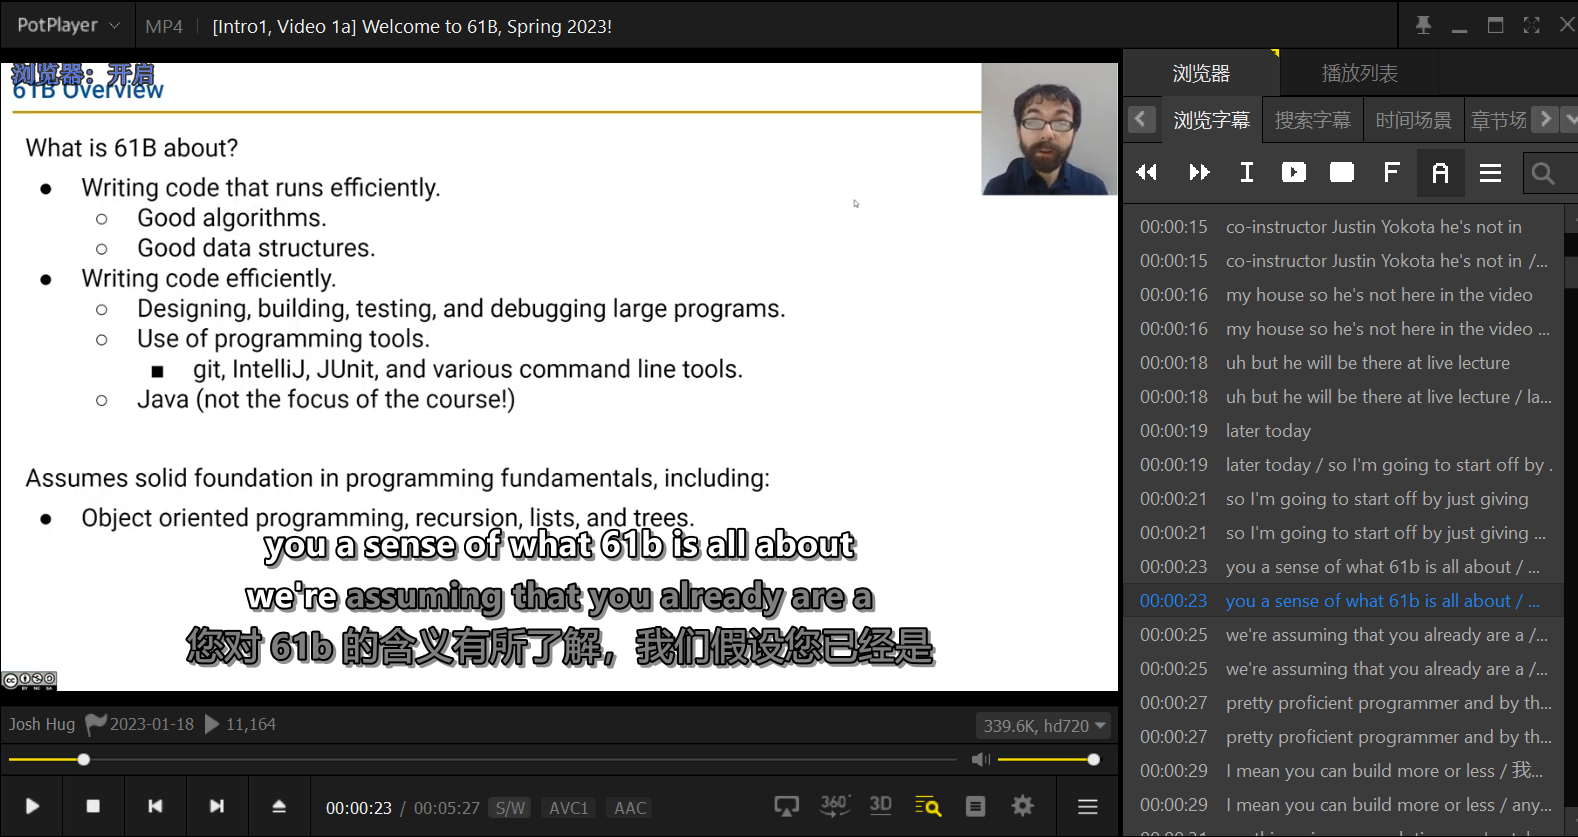 PotPlayer
MP4
[Intro1, Video 1a] Welcome to 61B, Spring 2023!
浏览器：开启
61B Overview
What is 61B about?
● Writing code that runs efficiently.
○ Good algorithms.
○ Good data structures.
● Writing code efficiently.
○ Designing, building, testing, and debugging large programs.
○ Use of programming tools.
■ git, IntelliJ, JUnit, and various command line tools.
○ Java (not the focus of the course!)
Assumes solid foundation in programming fundamentals, including:
● Object oriented programming, recursion, lists, and trees.
you a sense of what 61b is all about
we're assuming that you already are a
您对 61b 的含义有所了解，我们假设您已经是
cc BY NC SA
Josh Hug 2023-01-18 11,164
339.6K, hd720
00:00:23 / 00:05:27 S/W AVC1 AAC
360°
3D
浏览器 播放列表
浏览字幕 搜索字幕 时间场景 章节场
I F A
00:00:15 co-instructor Justin Yokota he's not in
00:00:15 co-instructor Justin Yokota he's not in /...
00:00:16 my house so he's not here in the video
00:00:16 my house so he's not here in the video ...
00:00:18 uh but he will be there at live lecture
00:00:18 uh but he will be there at live lecture / la...
00:00:19 later today
00:00:19 later today / so I'm going to start off by .
00:00:21 so I'm going to start off by just giving
00:00:21 so I'm going to start off by just giving ...
00:00:23 you a sense of what 61b is all about / ...
00:00:23 you a sense of what 61b is all about / ...
00:00:25 we're assuming that you already are a /...
00:00:25 we're assuming that you already are a /...
00:00:27 pretty proficient programmer and by th...
00:00:27 pretty proficient programmer and by th...
00:00:29 I mean you can build more or less / 我...
00:00:29 I mean you can build more or less / any...